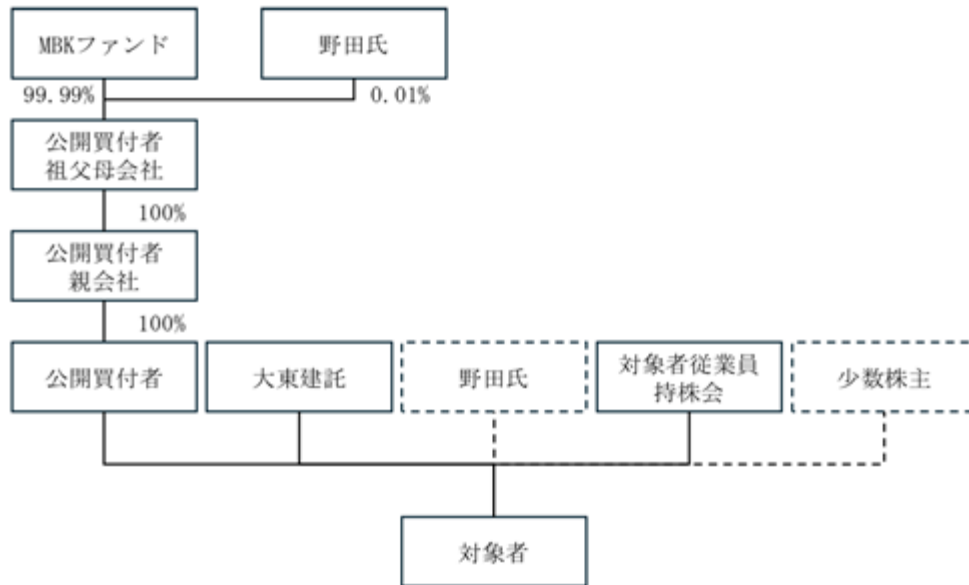 MBKファンド
野田氏
99.99%
0.01%
公開買付者
祖父母会社
100%
公開買付者
親会社
100%
公開買付者
大東建託
野田氏
対象者従業員
持株会
少数株主
対象者